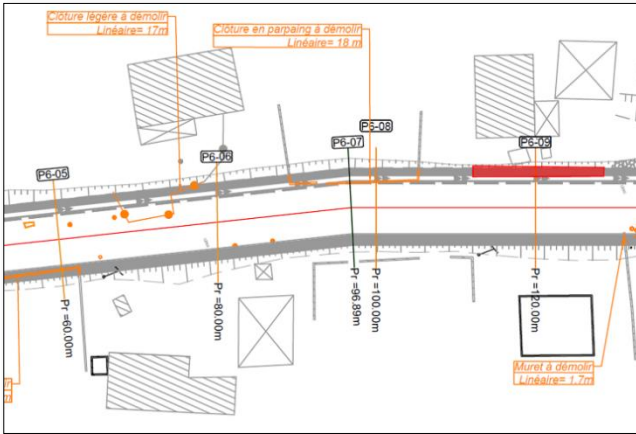 Clôture légère à démolir
Linéaire= 17m
Clôture en parpaing à démolir
Linéaire= 18 m
P6-05
P6-06
P6-07
P6-08
P6-09
Pr =60.00m
Pr =80.00m
Pr =96.89m
Pr =100.00m
Pr =120.00m
Muret à démolir
Linéaire= 1.7m
lir
m